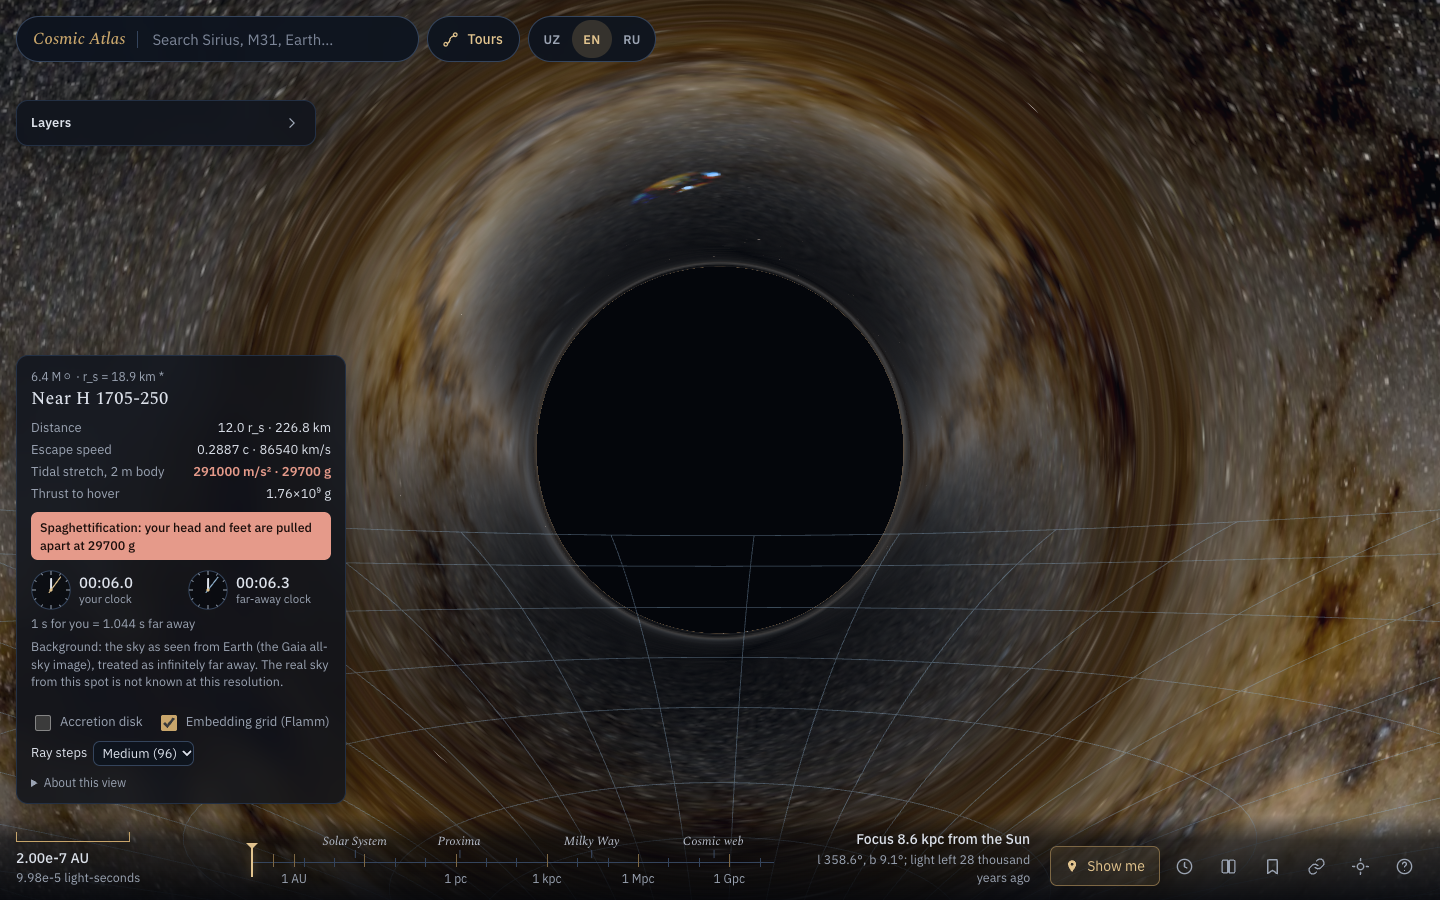 Cosmic Atlas
Search Sirius, M31, Earth...
Tours
UZ EN RU
Layers
6.4 M☉ · r_s = 18.9 km *
Near H 1705-250
Distance 12.0 r_s · 226.8 km
Escape speed 0.2887 c · 86540 km/s
Tidal stretch, 2 m body 291000 m/s² · 29700 g
Thrust to hover 1.76×10⁹ g
Spaghettification: your head and feet are pulled
apart at 29700 g
00:06.0 00:06.3
your clock far-away clock
1 s for you = 1.044 s far away
Background: the sky as seen from Earth (the Gaia all-
sky image), treated as infinitely far away. The real sky
from this spot is not known at this resolution.
Accretion disk Embedding grid (Flamm)
Ray steps Medium (96)
About this view
2.00e-7 AU
9.98e-5 light-seconds
Solar System Proxima Milky Way Cosmic web
1 AU 1 pc 1 kpc 1 Mpc 1 Gpc
Focus 8.6 kpc from the Sun
l 358.6°, b 9.1°; light left 28 thousand
years ago
Show me